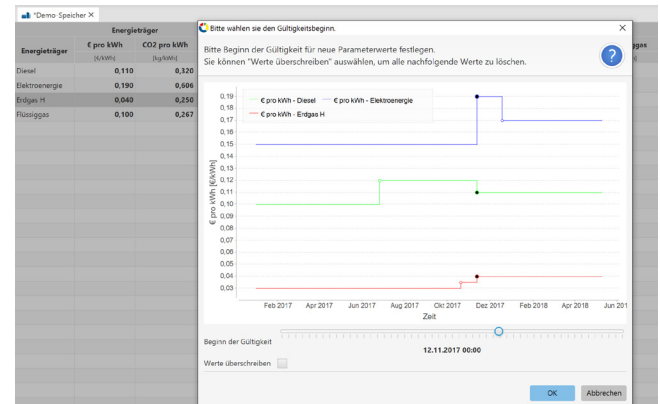 *Demo-Speicher
Energieträger
Energieträger
€ pro kWh
CO2 pro kWh
[€/kWh]
[kg/kWh]
Diesel 0,110 0,320
Elektroenergie 0,190 0,606
Erdgas H 0,040 0,250
Flüssiggas 0,100 0,267
Bitte wählen sie den Gültigkeitsbeginn.
Bitte Beginn der Gültigkeit für neue Parameterwerte festlegen.
Sie können "Werte überschreiben" auswählen, um alle nachfolgende Werte zu löschen.
?
€ pro kWh - Diesel
€ pro kWh - Elektroenergie
€ pro kWh - Erdgas H
€ pro kWh [€/kWh]
0,19
0,18
0,17
0,16
0,15
0,14
0,13
0,12
0,11
0,10
0,09
0,08
0,07
0,06
0,05
0,04
0,03
Feb 2017 Apr 2017 Jun 2017 Aug 2017 Okt 2017 Dez 2017 Feb 2018 Apr 2018 Jun 201
Zeit
Beginn der Gültigkeit
12.11.2017 00:00
Werte überschreiben
OK
Abbrechen